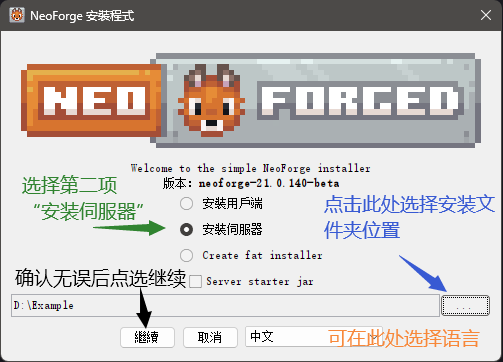 NeoForge 安裝程式
NEO FORGED
Welcome to the simple NeoForge installer
版本：neoforge-21.0.140-beta
选择第二项
“安装伺服器”
安裝用戶端
安裝伺服器
Create fat installer
点击此处选择安装文
件夹位置
确认无误后点选继续
Server starter jar
D:\Example
...
繼續
取消
中文
可在此处选择语言